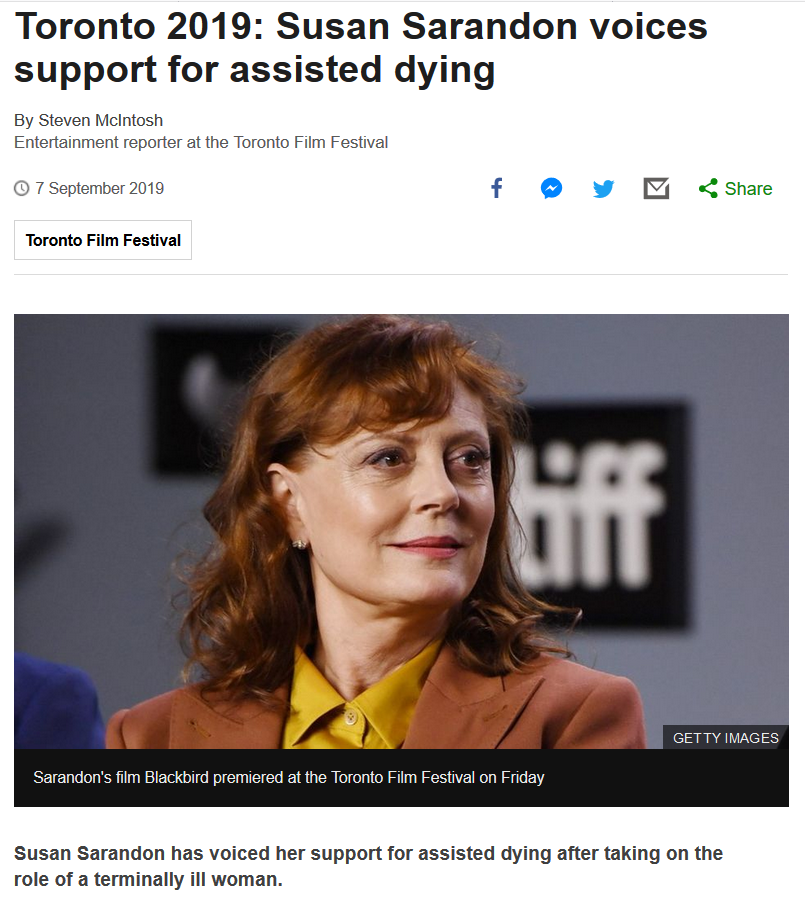 Toronto 2019: Susan Sarandon voices
support for assisted dying
By Steven McIntosh
Entertainment reporter at the Toronto Film Festival
7 September 2019
Share
Toronto Film Festival
tiff
GETTY IMAGES
Sarandon's film Blackbird premiered at the Toronto Film Festival on Friday
Susan Sarandon has voiced her support for assisted dying after taking on the
role of a terminally ill woman.